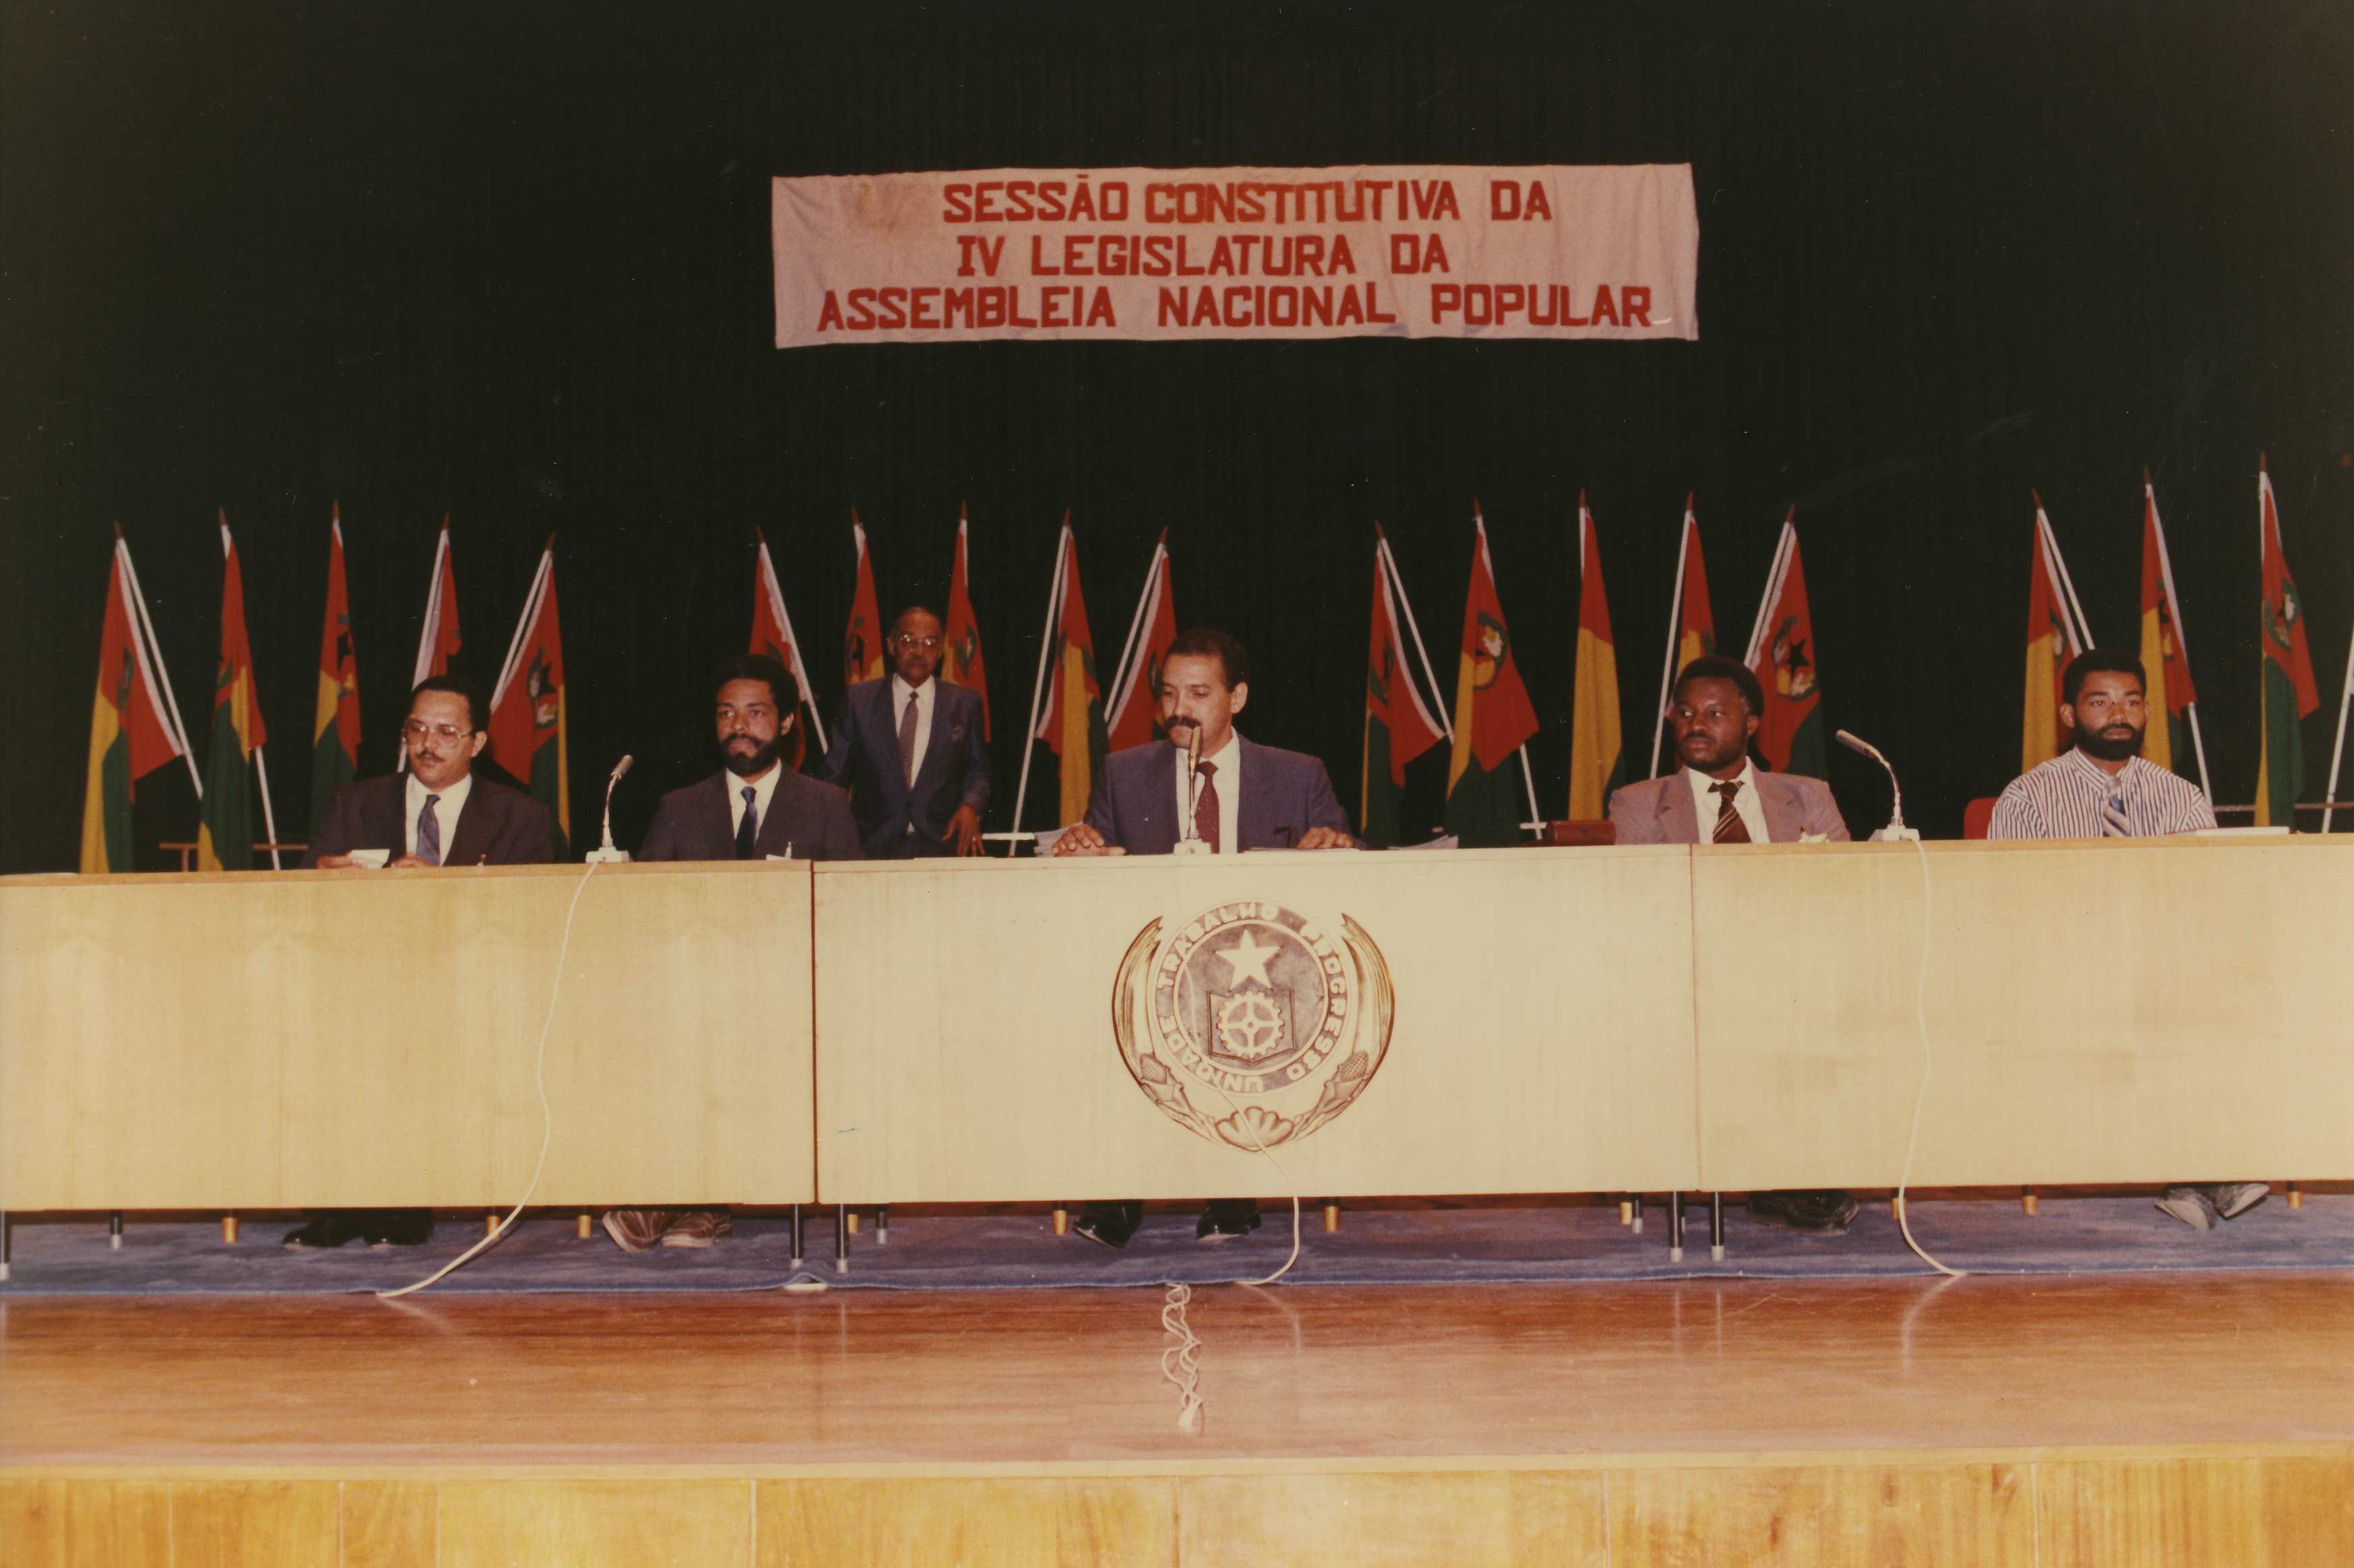 SESSÃO CONSTITUTIVA DA
IV LEGISLATURA DA
ASSEMBLEIA NACIONAL POPULAR
UNIDADE TRABALHO PROGRESSO